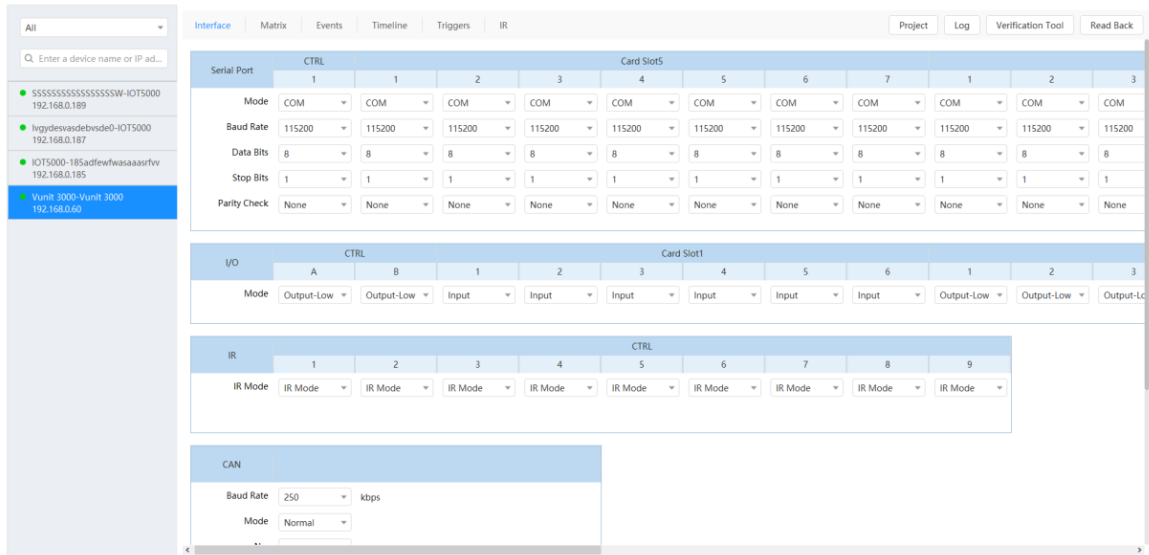 All
Interface Matrix Events Timeline Triggers IR Project Log Verification Tool Read Back
Enter a device name or IP ad...
SSSSSSSSSSSSSSSSW-IOT5000
192.168.0.189
lvgydesvasdebvsde0-IOT5000
192.168.0.187
IOT5000-185adfewfwasaaasrfvv
192.168.0.185
Vunit 3000-Vunit 3000
192.168.0.60
Serial Port CTRL Card Slot5
1 1 2 3 4 5 6 7 1 2 3
Mode COM COM COM COM COM COM COM COM COM COM COM
Baud Rate 115200 115200 115200 115200 115200 115200 115200 115200 115200 115200 115200
Data Bits 8 8 8 8 8 8 8 8 8 8 8
Stop Bits 1 1 1 1 1 1 1 1 1 1 1
Parity Check None None None None None None None None None None None
I/O CTRL Card Slot1
A B 1 2 3 4 5 6 1 2 3
Mode Output-Low Output-Low Input Input Input Input Input Input Output-Low Output-Low Output-Lo
IR CTRL
1 2 3 4 5 6 7 8 9
IR Mode IR Mode IR Mode IR Mode IR Mode IR Mode IR Mode IR Mode IR Mode IR Mode
CAN
Baud Rate 250 kbps
Mode Normal